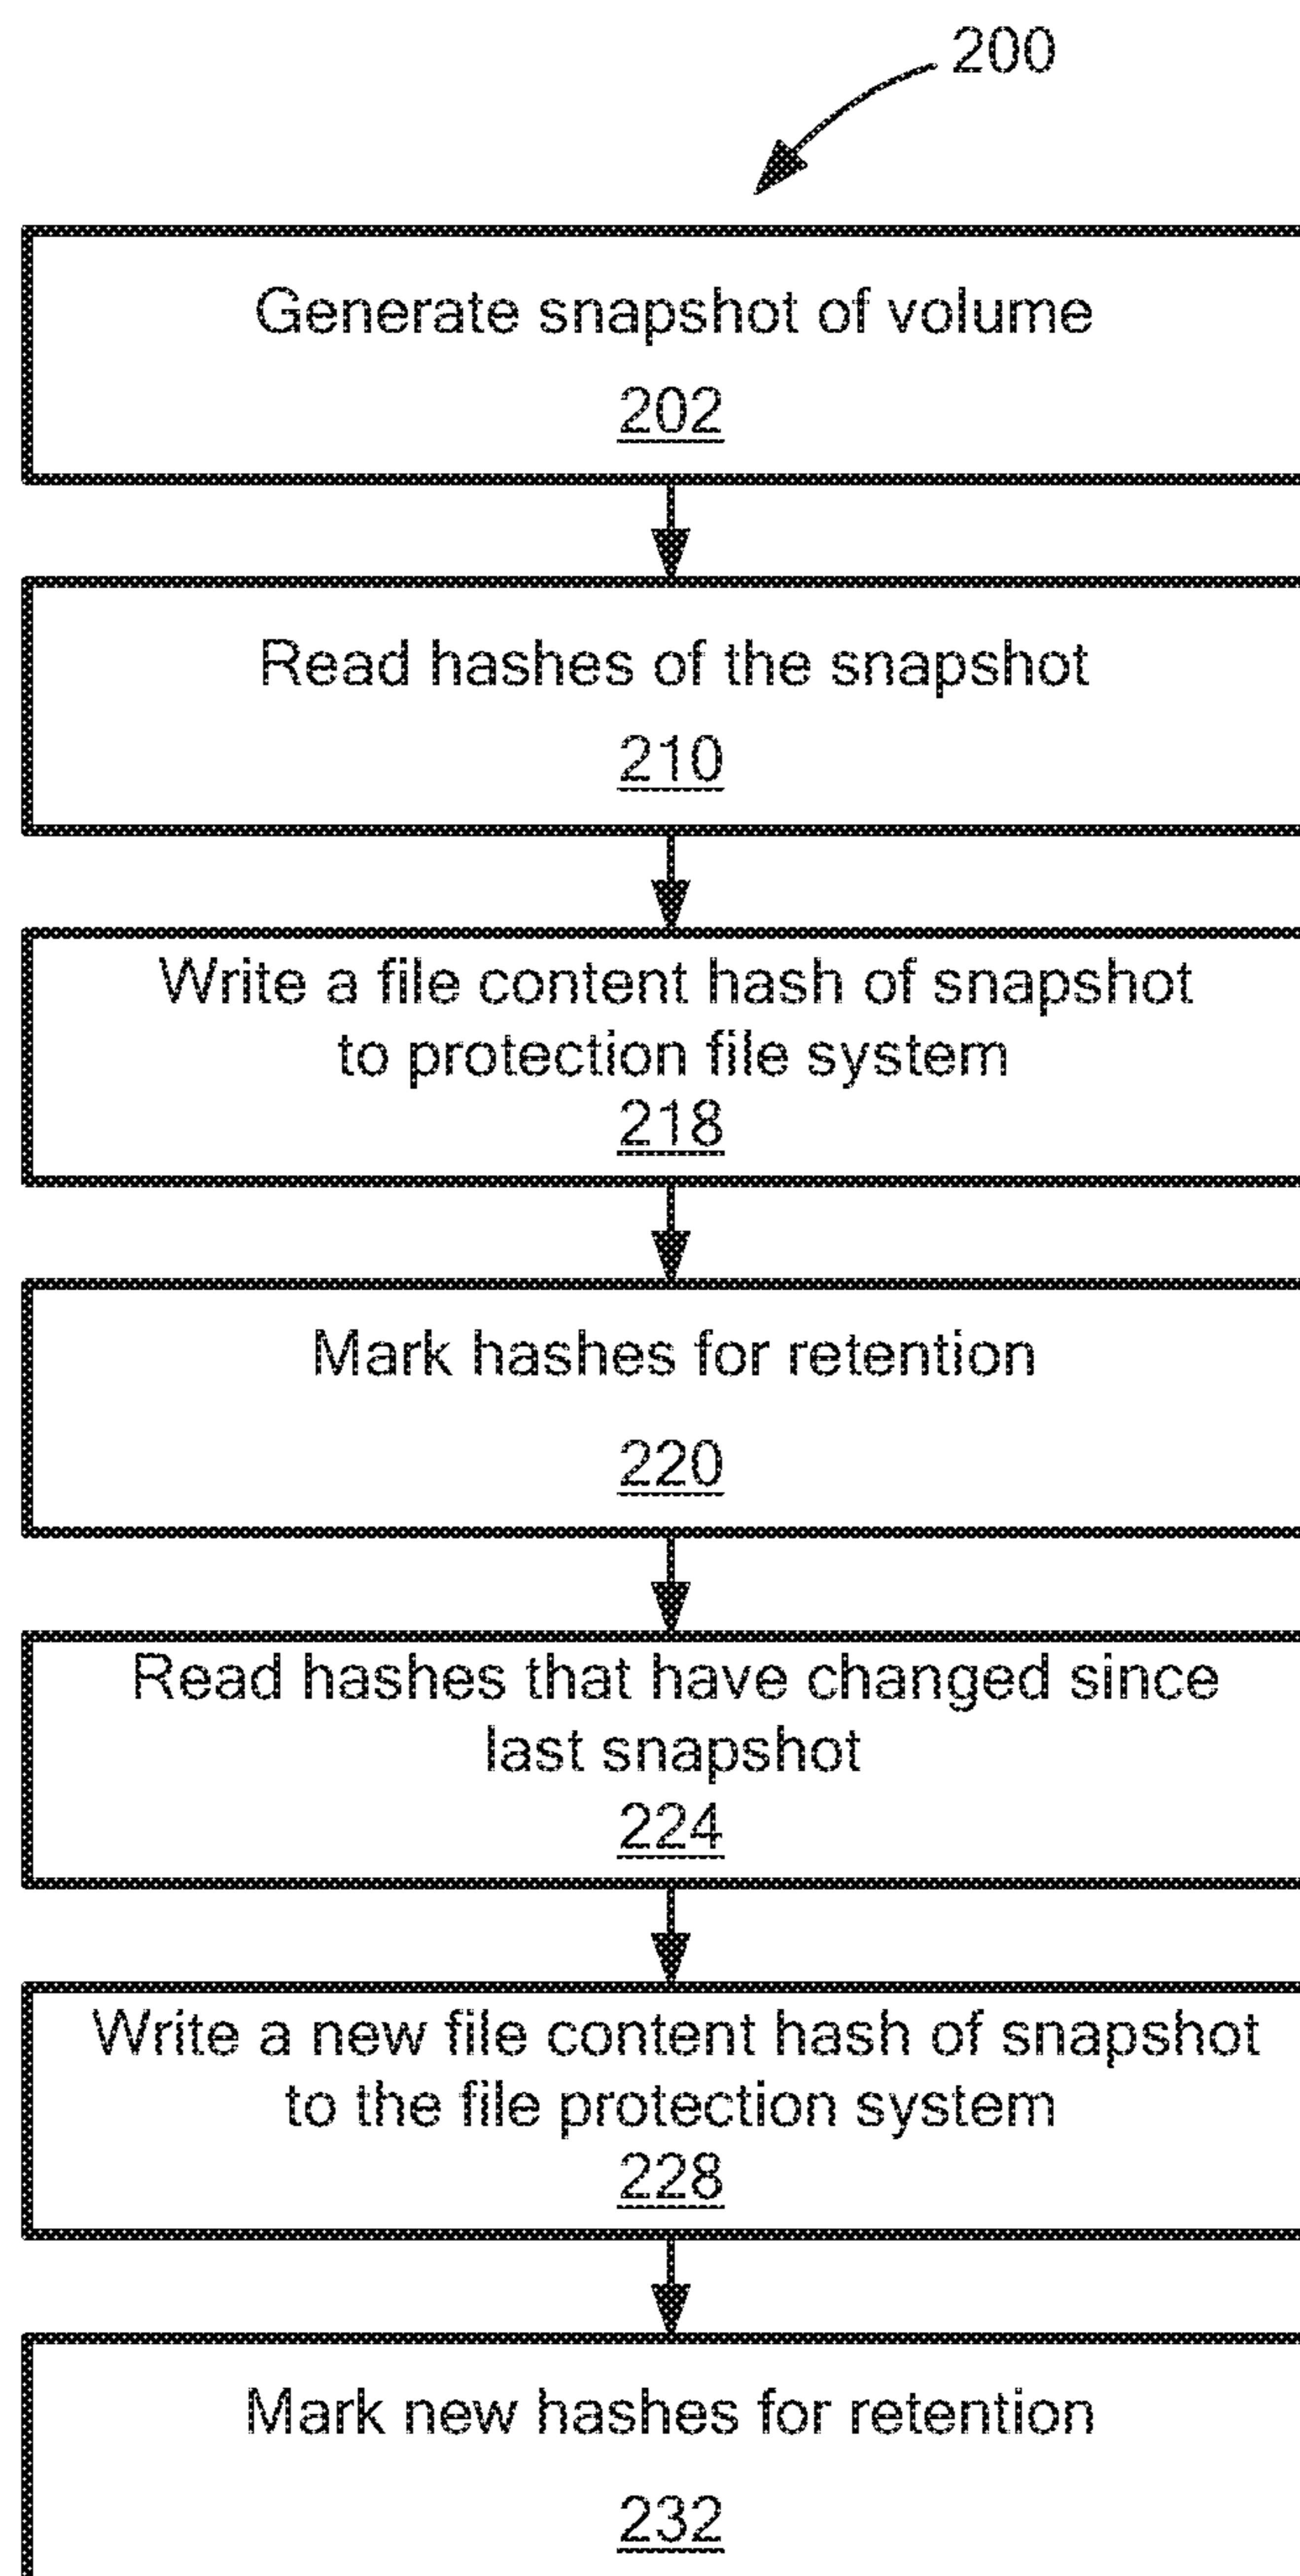 200
Generate snapshot of volume
202
Read hashes of the snapshot
210
Write a file content hash of snapshot
to protection file system
218
Mark hashes for retention
220
Read hashes that have changed since
last snapshot
224
Write a new file content hash of snapshot
to the file protection system
228
Mark new hashes for retention
232